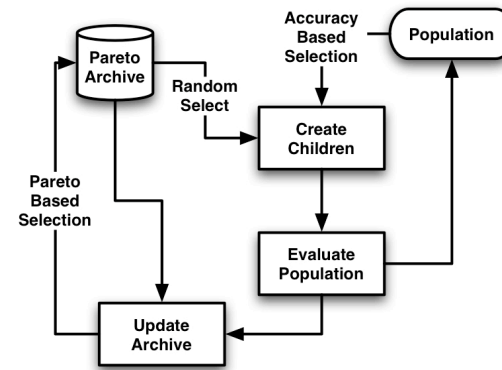 Accuracy
Based
Selection
Population
Pareto
Archive
Random
Select
Create
Children
Pareto
Based
Selection
Evaluate
Population
Update
Archive